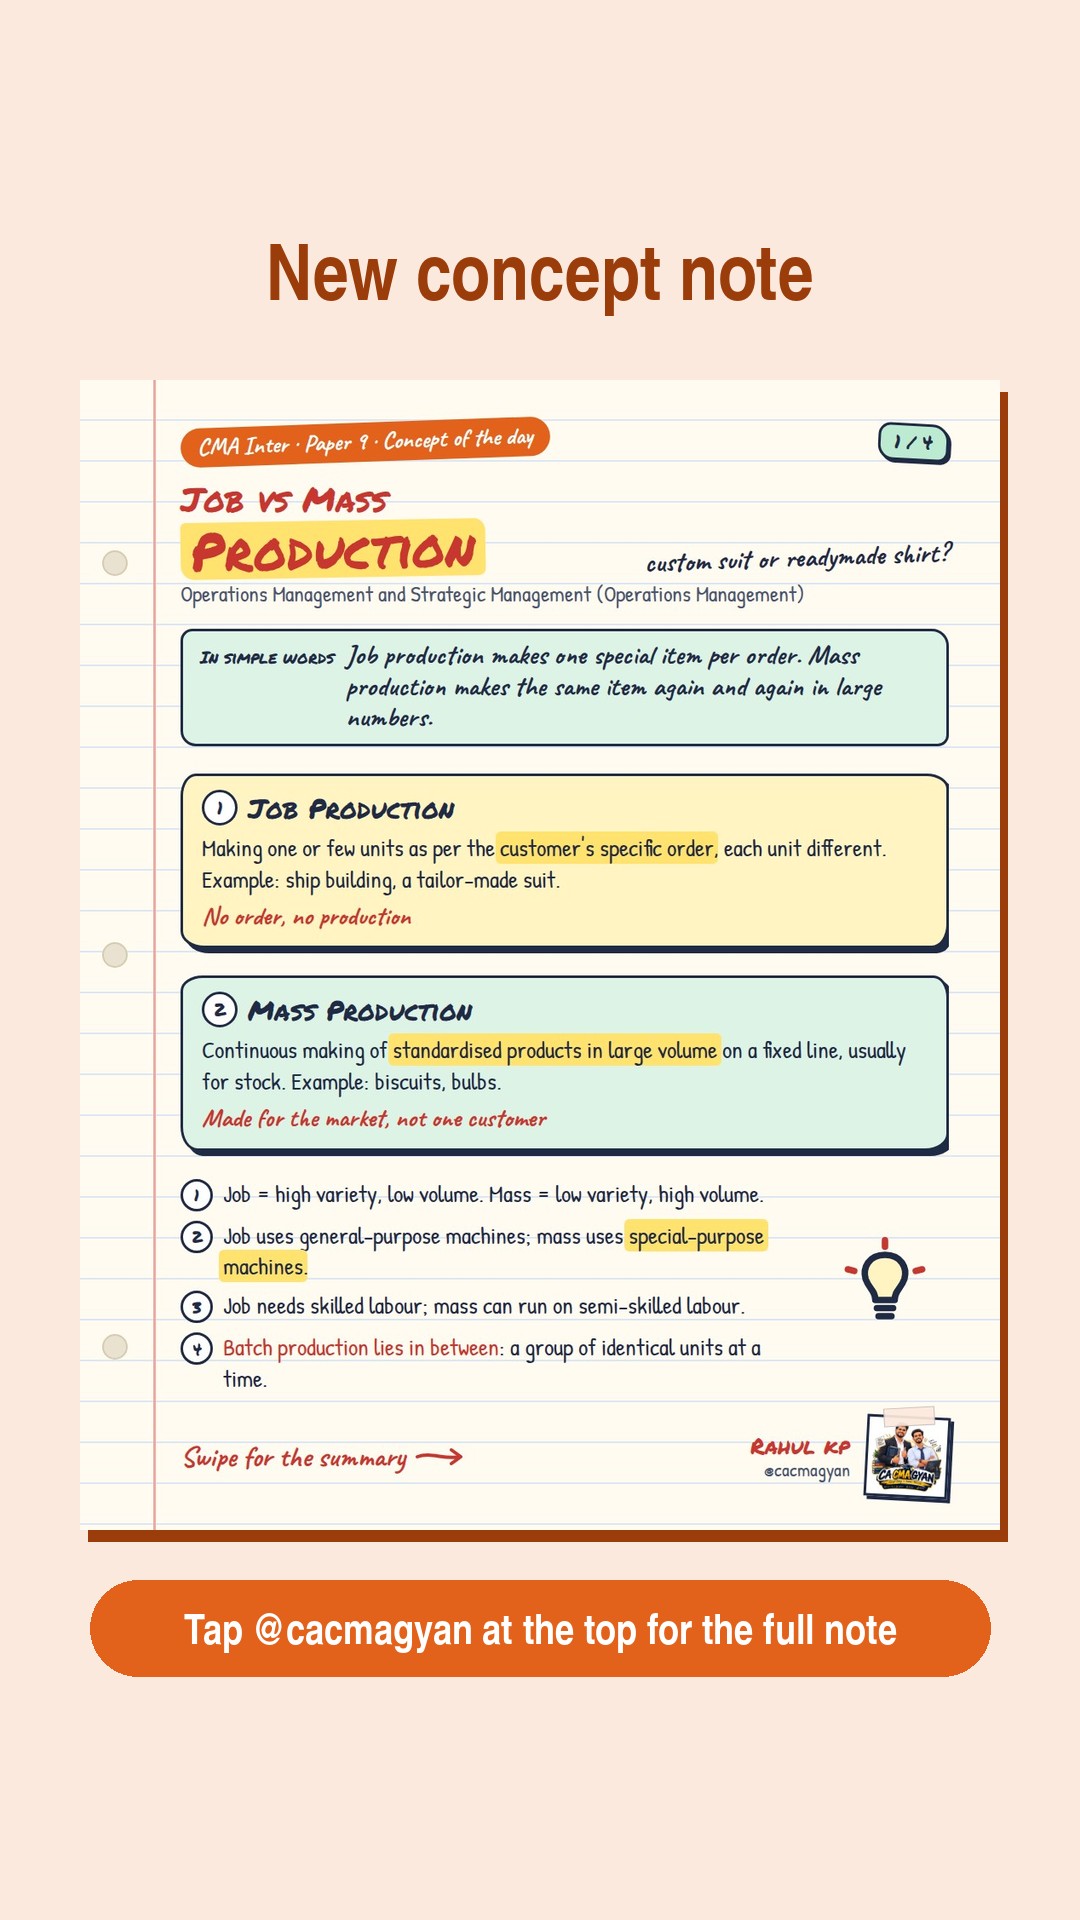 New concept note
CMA Inter · Paper 9 · Concept of the day
1 / 4
Job vs Mass
Production
custom suit or readymade shirt?
Operations Management and Strategic Management (Operations Management)
In simple words
Job production makes one special item per order. Mass
production makes the same item again and again in large
numbers.
1 Job Production
Making one or few units as per the customer's specific order, each unit different.
Example: ship building, a tailor-made suit.
No order, no production
2 Mass Production
Continuous making of standardised products in large volume on a fixed line, usually
for stock. Example: biscuits, bulbs.
Made for the market, not one customer
1 Job = high variety, low volume. Mass = low variety, high volume.
2 Job uses general-purpose machines; mass uses special-purpose
machines.
3 Job needs skilled labour; mass can run on semi-skilled labour.
4 Batch production lies in between: a group of identical units at a
time.
Swipe for the summary →
Rahul KP
@cacmagyan
CA CMA GYAN
Tap @cacmagyan at the top for the full note